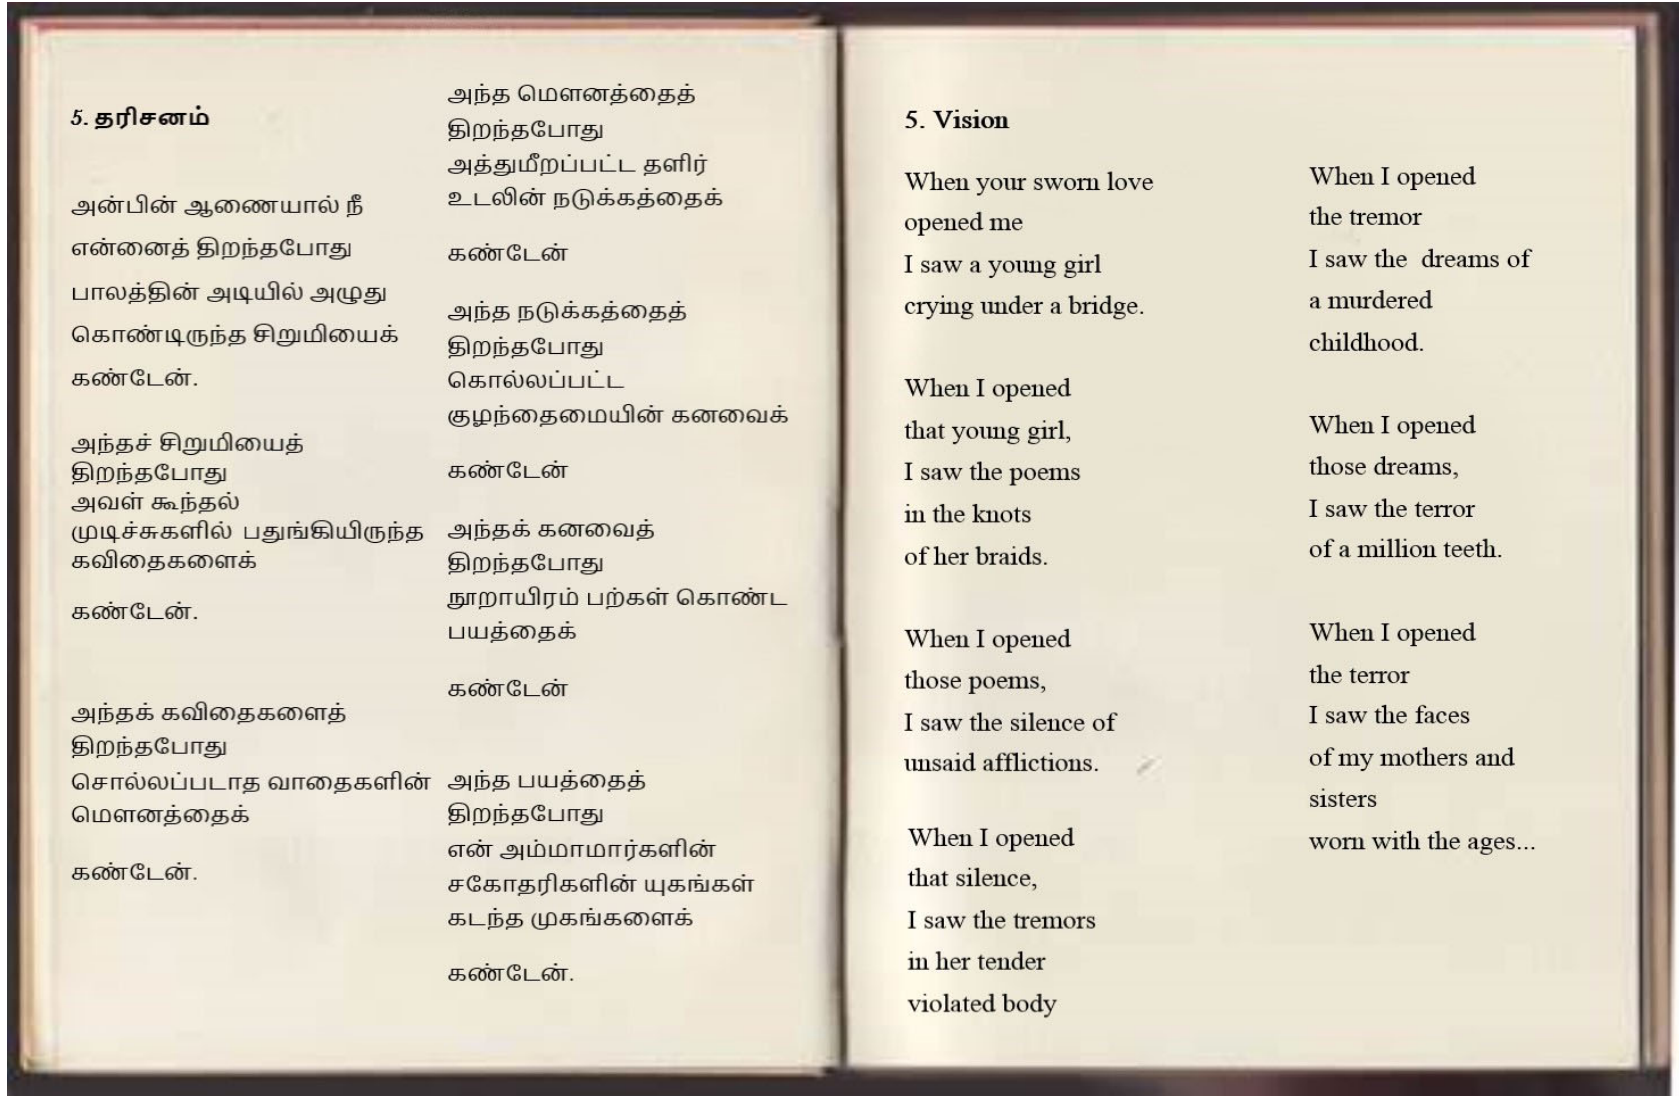 5. தரிசனம்
அன்பின் ஆணையால் நீ
என்னைத் திறந்தபோது
பாலத்தின் அடியில் அழுது
கொண்டிருந்த சிறுமியைக்
கண்டேன்.
அந்தச் சிறுமியைத்
திறந்தபோது
அவள் கூந்தல்
முடிச்சுகளில் பதுங்கியிருந்த
கவிதைகளைக்
கண்டேன்.
அந்தக் கவிதைகளைத்
திறந்தபோது
சொல்லப்படாத வாதைகளின்
மௌனத்தைக்
கண்டேன்.
அந்த மௌனத்தைத்
திறந்தபோது
அத்துமீறப்பட்ட தளிர்
உடலின் நடுக்கத்தைக்
கண்டேன்
அந்த நடுக்கத்தைத்
திறந்தபோது
கொல்லப்பட்ட
குழந்தைமையின் கனவைக்
கண்டேன்
அந்தக் கனவைத்
திறந்தபோது
நூறாயிரம் பற்கள் கொண்ட
பயத்தைக்
கண்டேன்
அந்த பயத்தைத்
திறந்தபோது
என் அம்மாமார்களின்
சகோதரிகளின் யுகங்கள்
கடந்த முகங்களைக்
கண்டேன்.
5. Vision
When your sworn love
opened me
I saw a young girl
crying under a bridge.
When I opened
that young girl,
I saw the poems
in the knots
of her braids.
When I opened
those poems,
I saw the silence of
unsaid afflictions.
When I opened
that silence,
I saw the tremors
in her tender
violated body
When I opened
the tremor
I saw the dreams of
a murdered
childhood.
When I opened
those dreams,
I saw the terror
of a million teeth.
When I opened
the terror
I saw the faces
of my mothers and
sisters
worn with the ages...